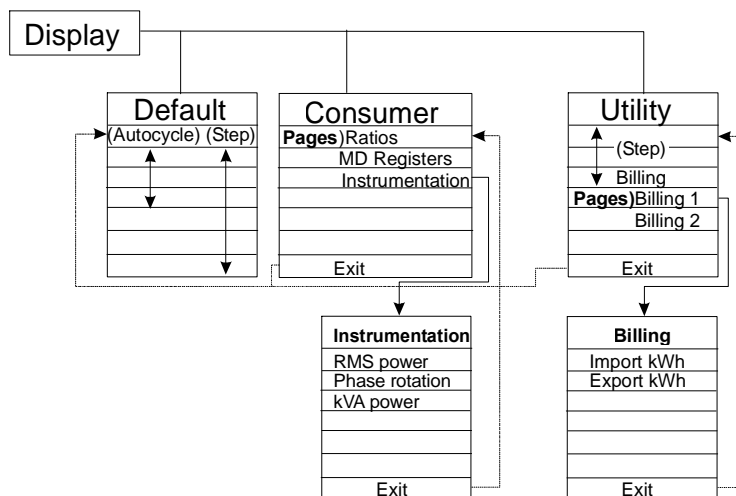 Display
Default
(Autocycle) (Step)
Consumer
Pages)Ratios
MD Registers
Instrumentation
Exit
Utility
(Step)
Billing
Pages)Billing 1
Billing 2
Exit
Instrumentation
RMS power
Phase rotation
kVA power
Exit
Billing
Import kWh
Export kWh
Exit